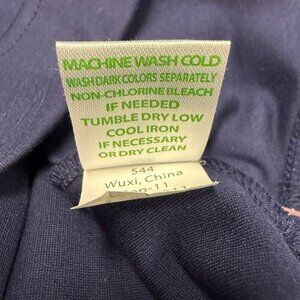 MACHINE WASH COLD
WASH DARK COLORS SEPARATELY
NON-CHLORINE BLEACH
IF NEEDED
TUMBLE DRY LOW
COOL IRON
IF NECESSARY
OR DRY CLEAN
544
Wuxi, China